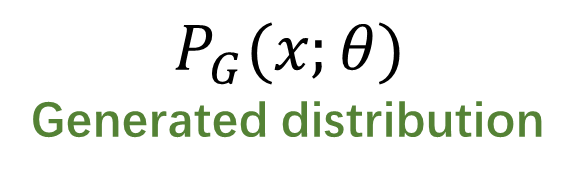 P_G(x; θ)
Generated distribution